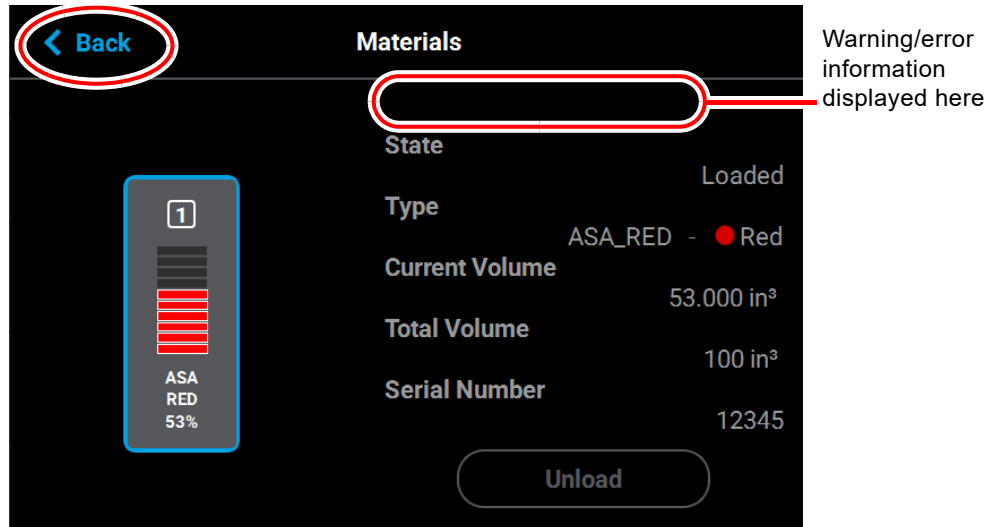 Back
Materials
Warning/error
information
displayed here
State
Loaded
Type
ASA_RED - Red
Current Volume
53.000 in³
Total Volume
100 in³
Serial Number
12345
1
ASA
RED
53%
Unload